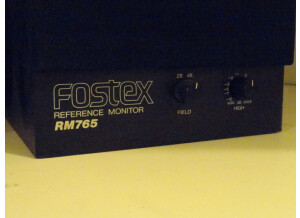 Fostex
REFERENCE MONITOR
RM765
FIELD
HIGH